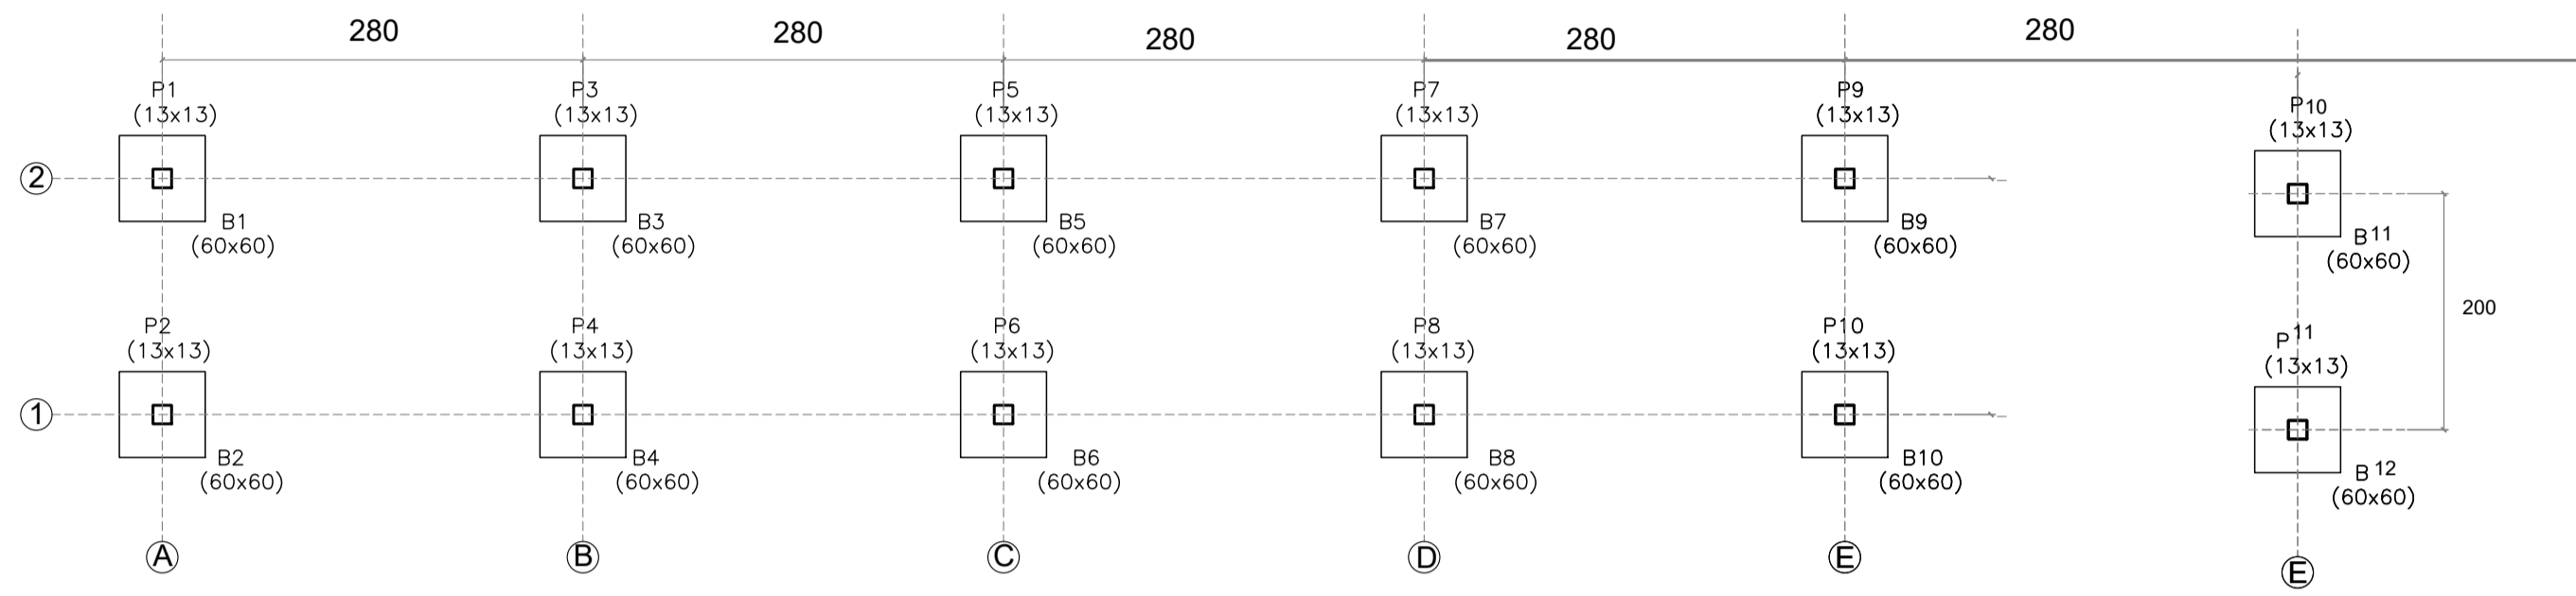 280 280 280 280 280
P1 P3 P5 P7 P9
(13x13) (13x13) (13x13) (13x13) (13x13)
P10
(13x13)
2
B1 B3 B5 B7 B9
(60x60) (60x60) (60x60) (60x60) (60x60)
B11
(60x60)
200
P2 P4 P6 P8 P10
(13x13) (13x13) (13x13) (13x13) (13x13)
P11
(13x13)
1
B2 B4 B6 B8 B10
(60x60) (60x60) (60x60) (60x60) (60x60)
B12
(60x60)
A B C D E E